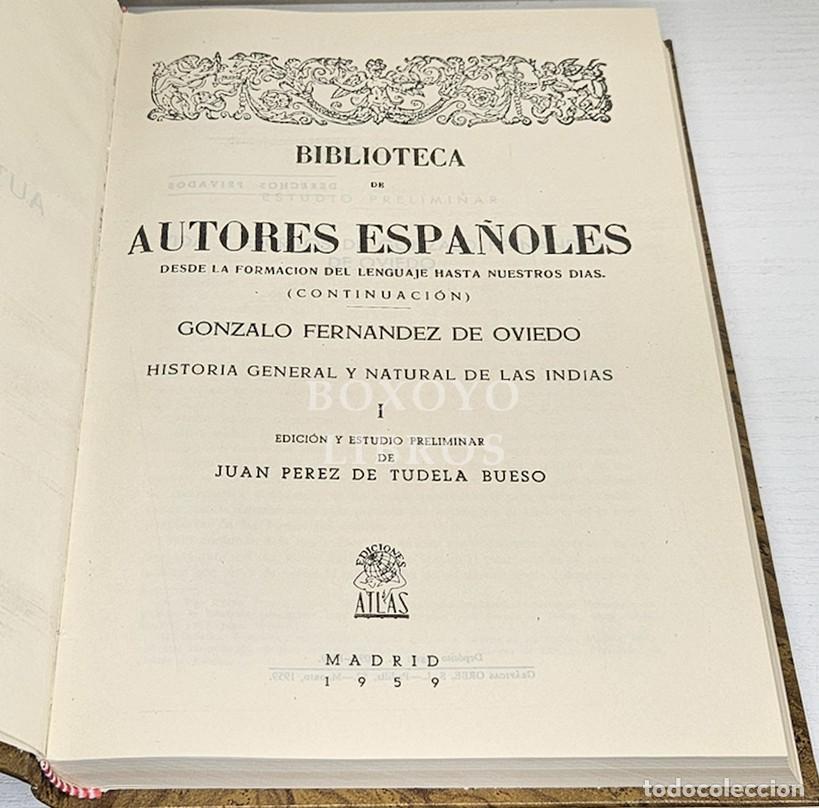 BIBLIOTECA
DE
AUTORES ESPAÑOLES
DESDE LA FORMACION DEL LENGUAJE HASTA NUESTROS DIAS.
(CONTINUACIÓN)
GONZALO FERNANDEZ DE OVIEDO
HISTORIA GENERAL Y NATURAL DE LAS INDIAS
BOXOYO
I
EDICIÓN Y ESTUDIO PRELIMINAR
LIBROS
DE
JUAN PEREZ DE TUDELA BUESO
EDICIONES
ATLAS
MADRID
1959
todocoleccion